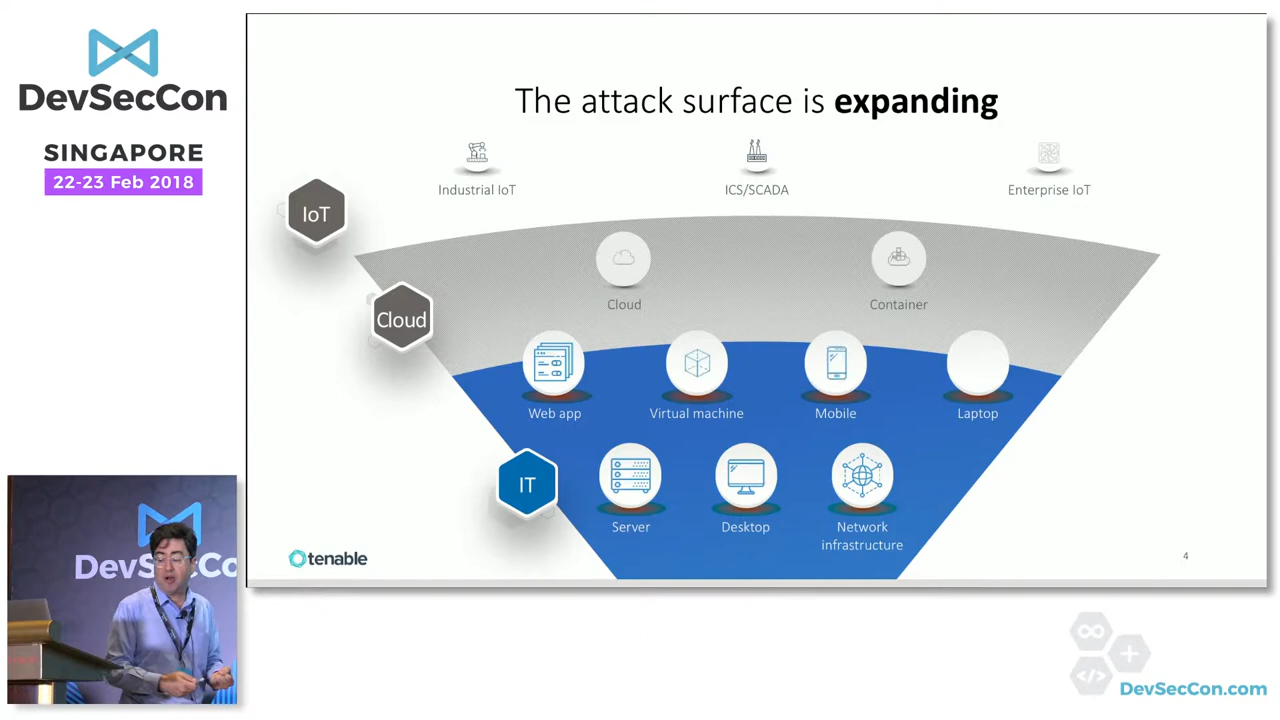 DevSecCon
SINGAPORE
22-23 Feb 2018
The attack surface is expanding
Industrial IoT
ICS/SCADA
Enterprise IoT
IoT
Cloud
Container
Cloud
Web app
Virtual machine
Mobile
Laptop
IT
Server
Desktop
Network
infrastructure
tenable
4
DevSecCon
DevSecCon.com